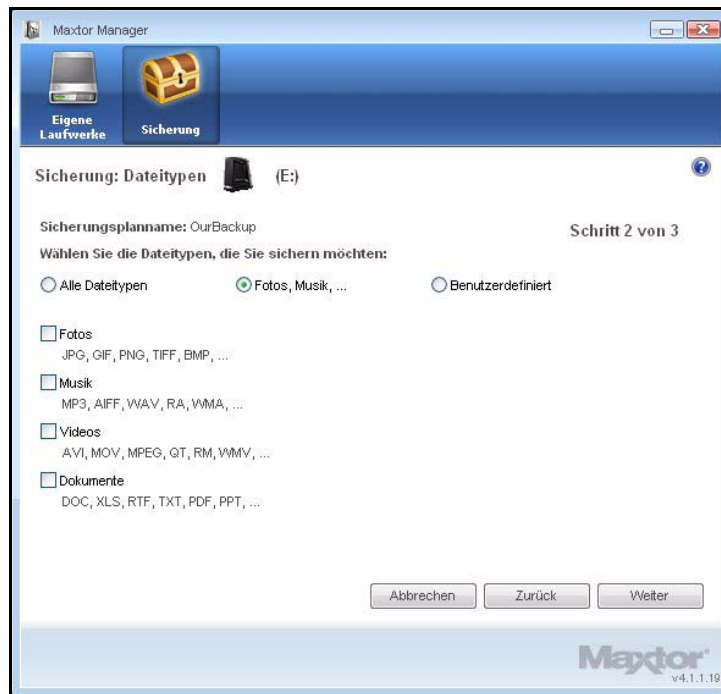 Maxtor Manager
Eigene
Laufwerke
Sicherung
Sicherung: Dateitypen (E:)
Sicherungsplanname: OurBackup
Schritt 2 von 3
Wählen Sie die Dateitypen, die Sie sichern möchten:
Alle Dateitypen Fotos, Musik, ... Benutzerdefiniert
Fotos
JPG, GIF, PNG, TIFF, BMP, ...
Musik
MP3, AIFF, WAV, RA, WMA, ...
Videos
AVI, MOV, MPEG, QT, RM, WMV, ...
Dokumente
DOC, XLS, RTF, TXT, PDF, PPT, ...
Abbrechen Zurück Weiter
Maxtor
v4.1.1.19